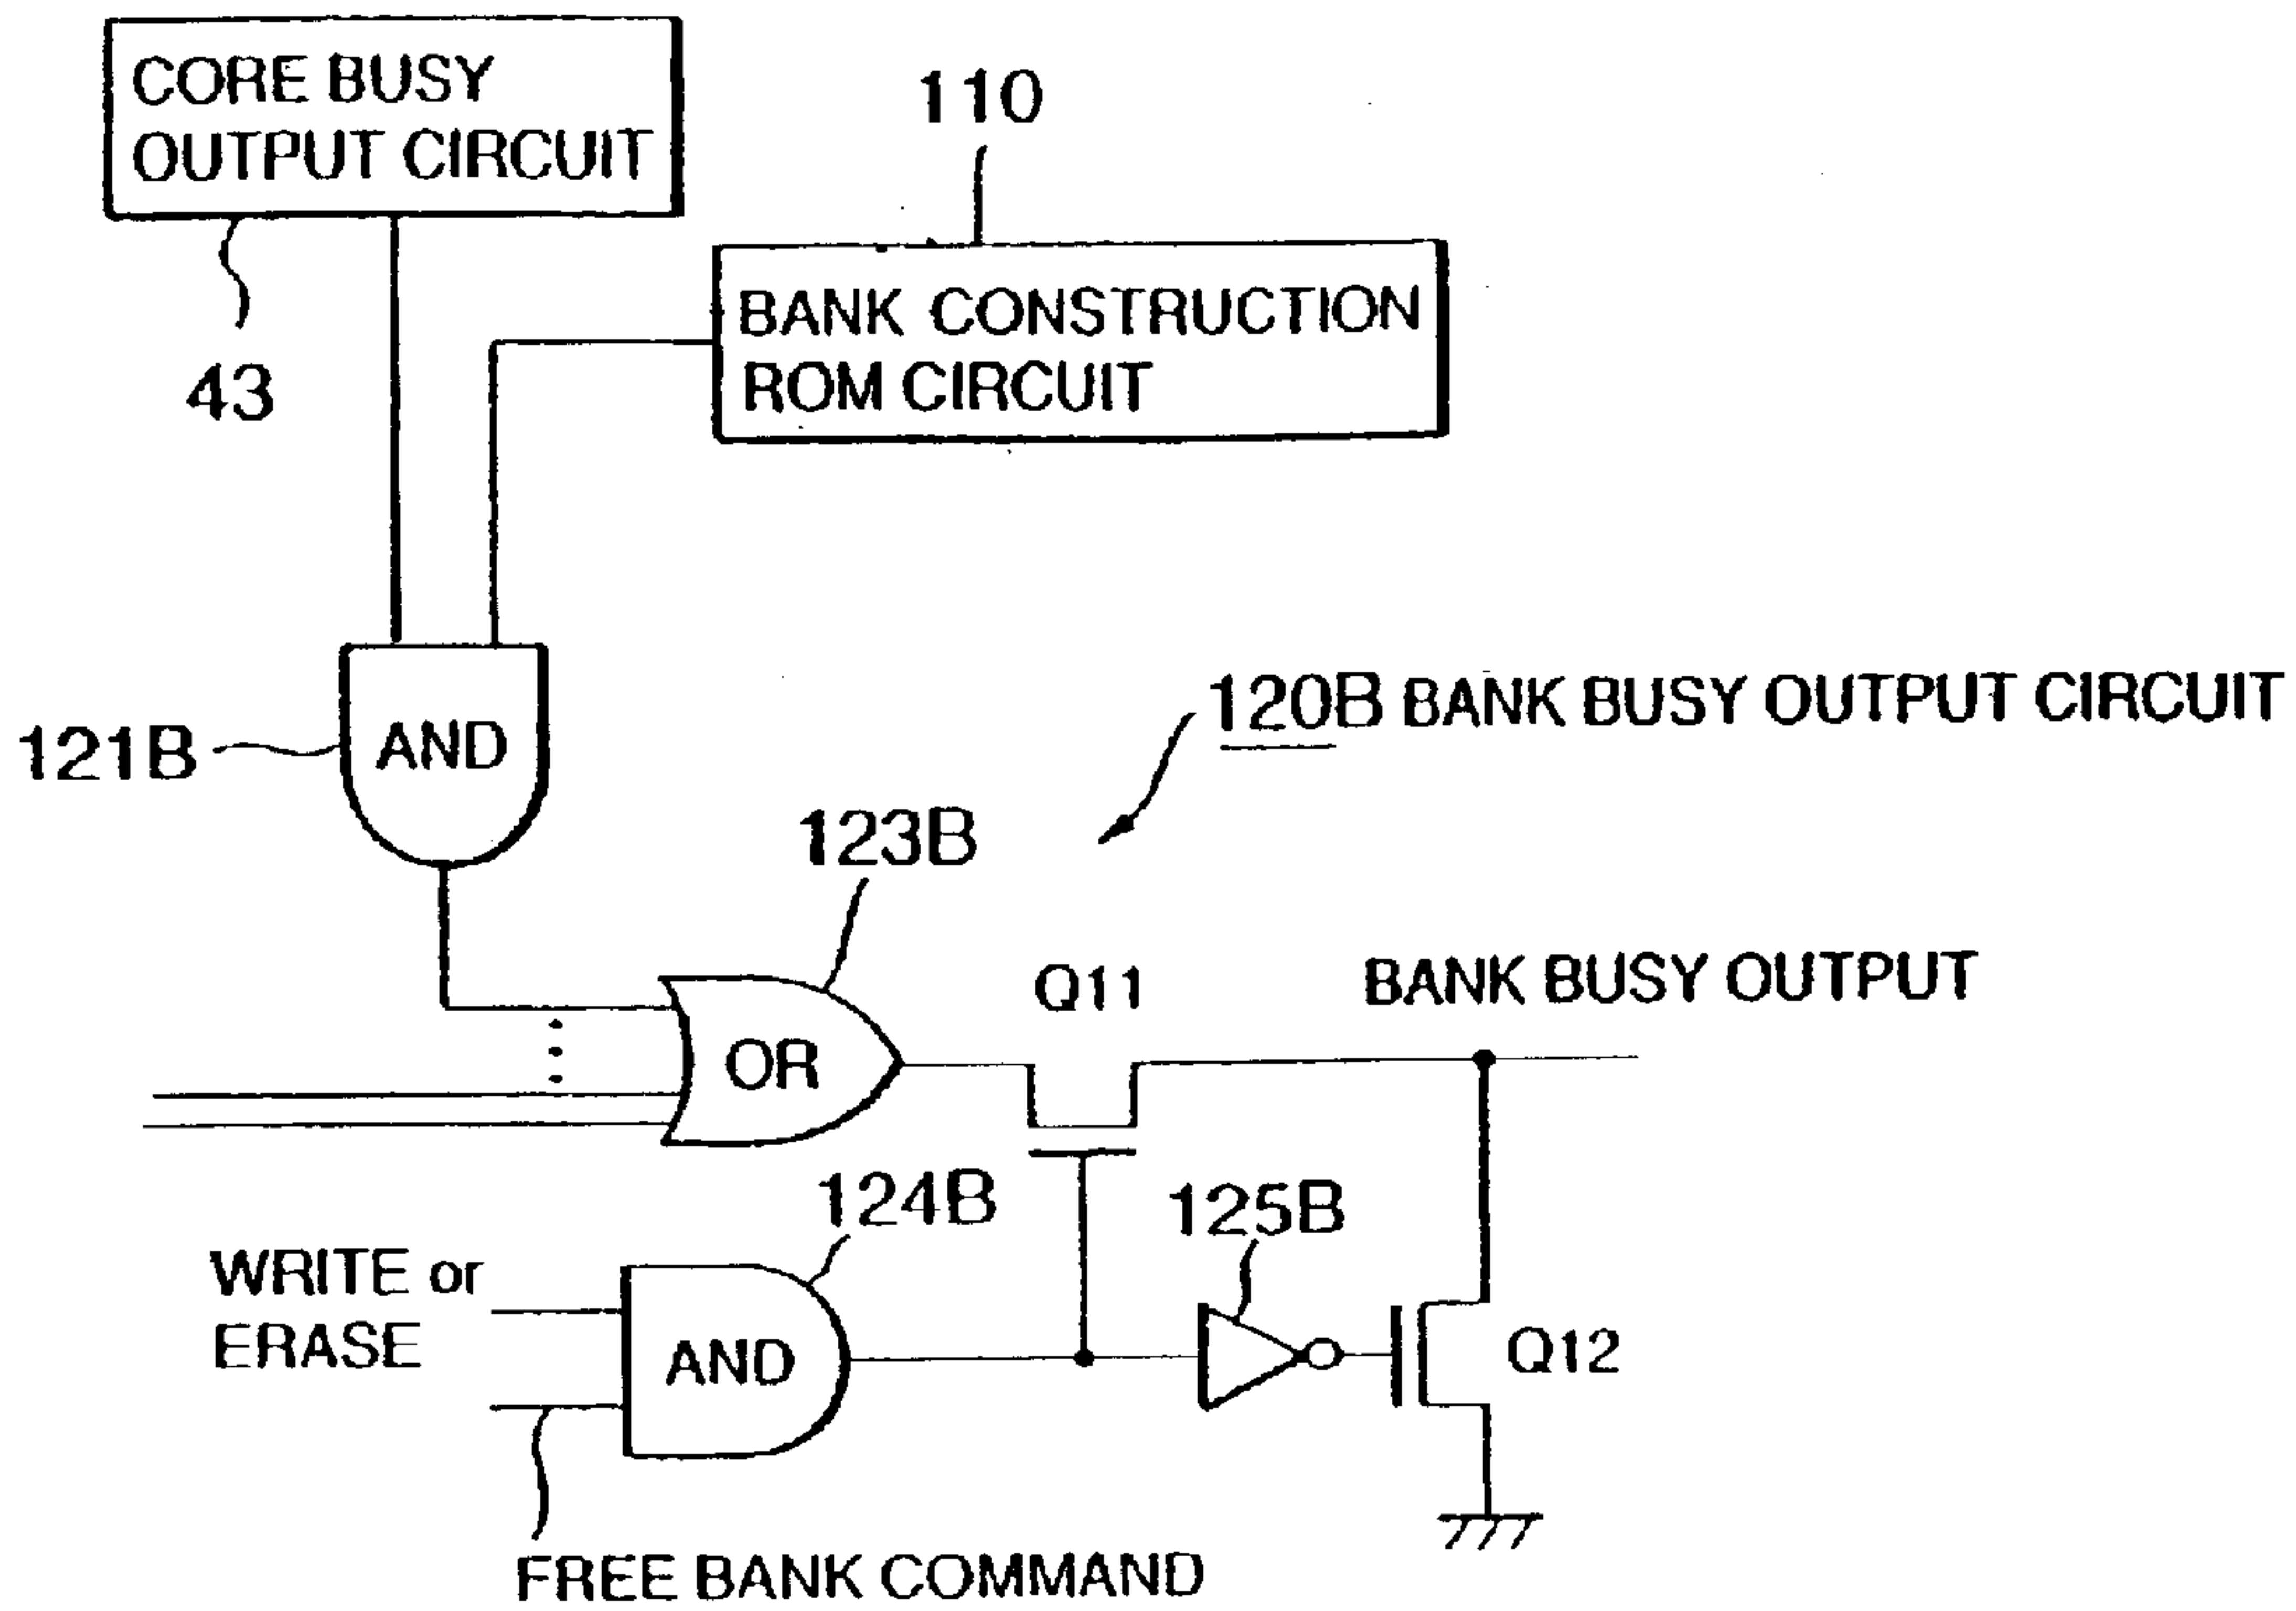 CORE BUSY
OUTPUT CIRCUIT
43
110
BANK CONSTRUCTION
ROM CIRCUIT
121B
AND
120B BANK BUSY OUTPUT CIRCUIT
123B
OR
Q11
BANK BUSY OUTPUT
124B
125B
WRITE or
ERASE
AND
Q12
FREE BANK COMMAND